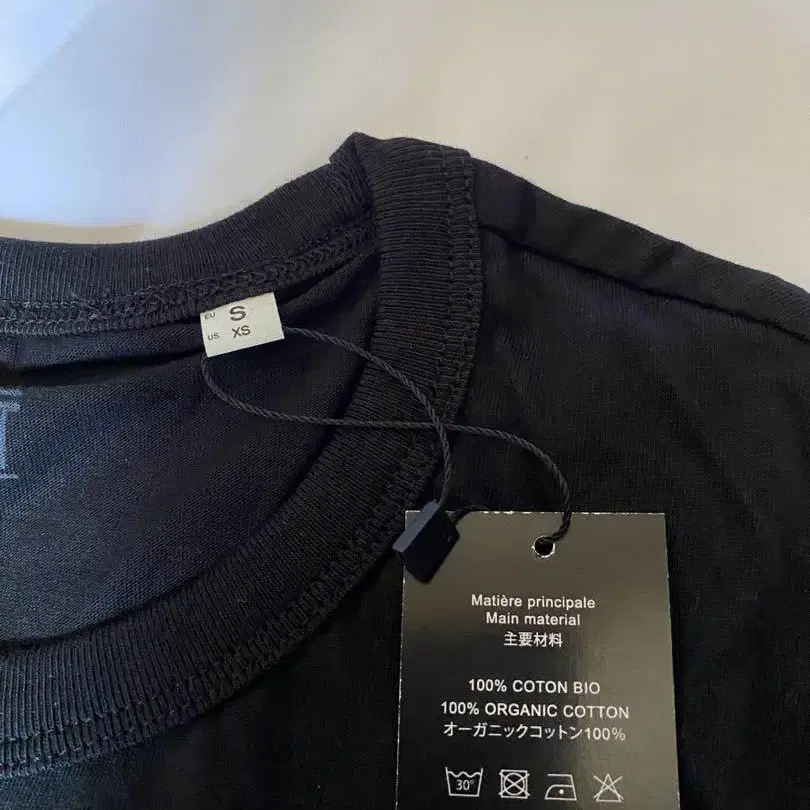 EU S
US XS
Matière principale
Main material
主要材料
100% COTON BIO
100% ORGANIC COTTON
オーガニックコットン100%
30°